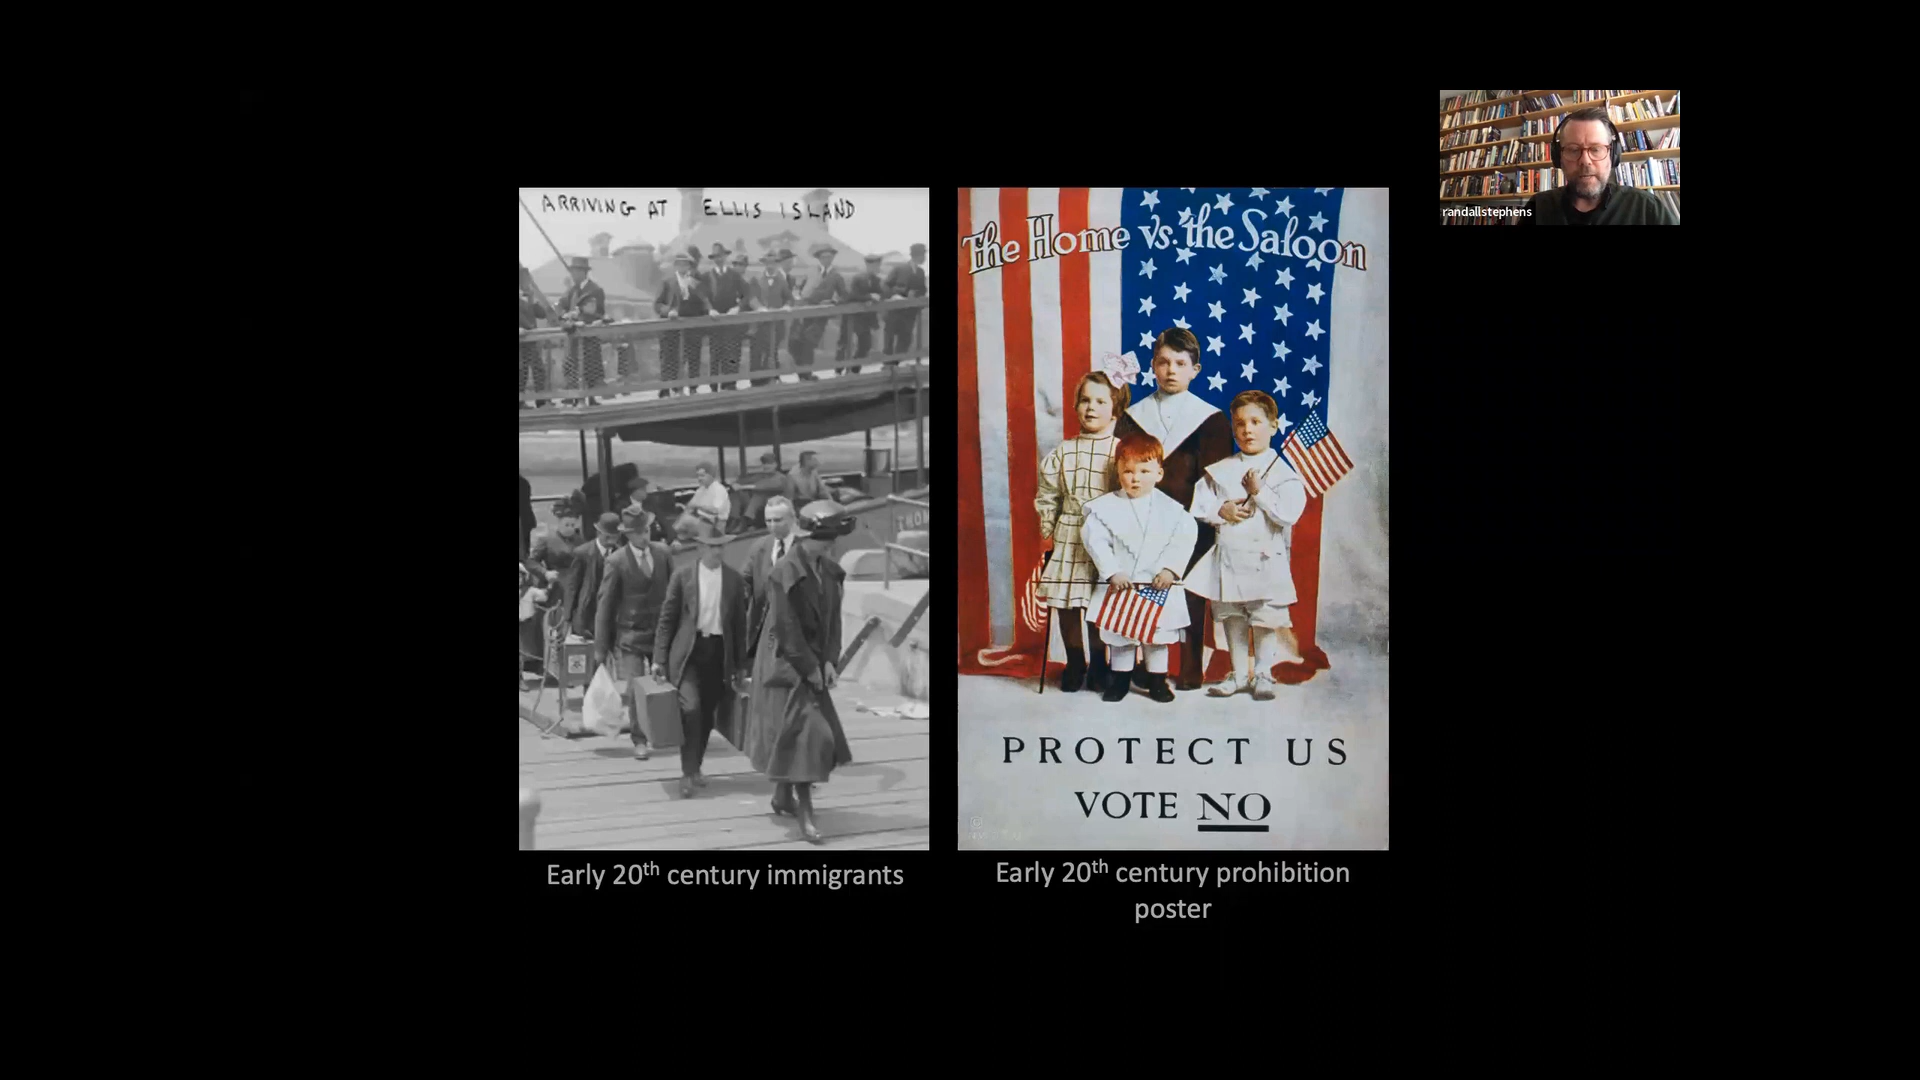 ARRIVING AT ELLIS ISLAND
The Home vs. the Saloon
randallstephens
PROTECT US
VOTE NO
Early 20th century immigrants
Early 20th century prohibition
poster